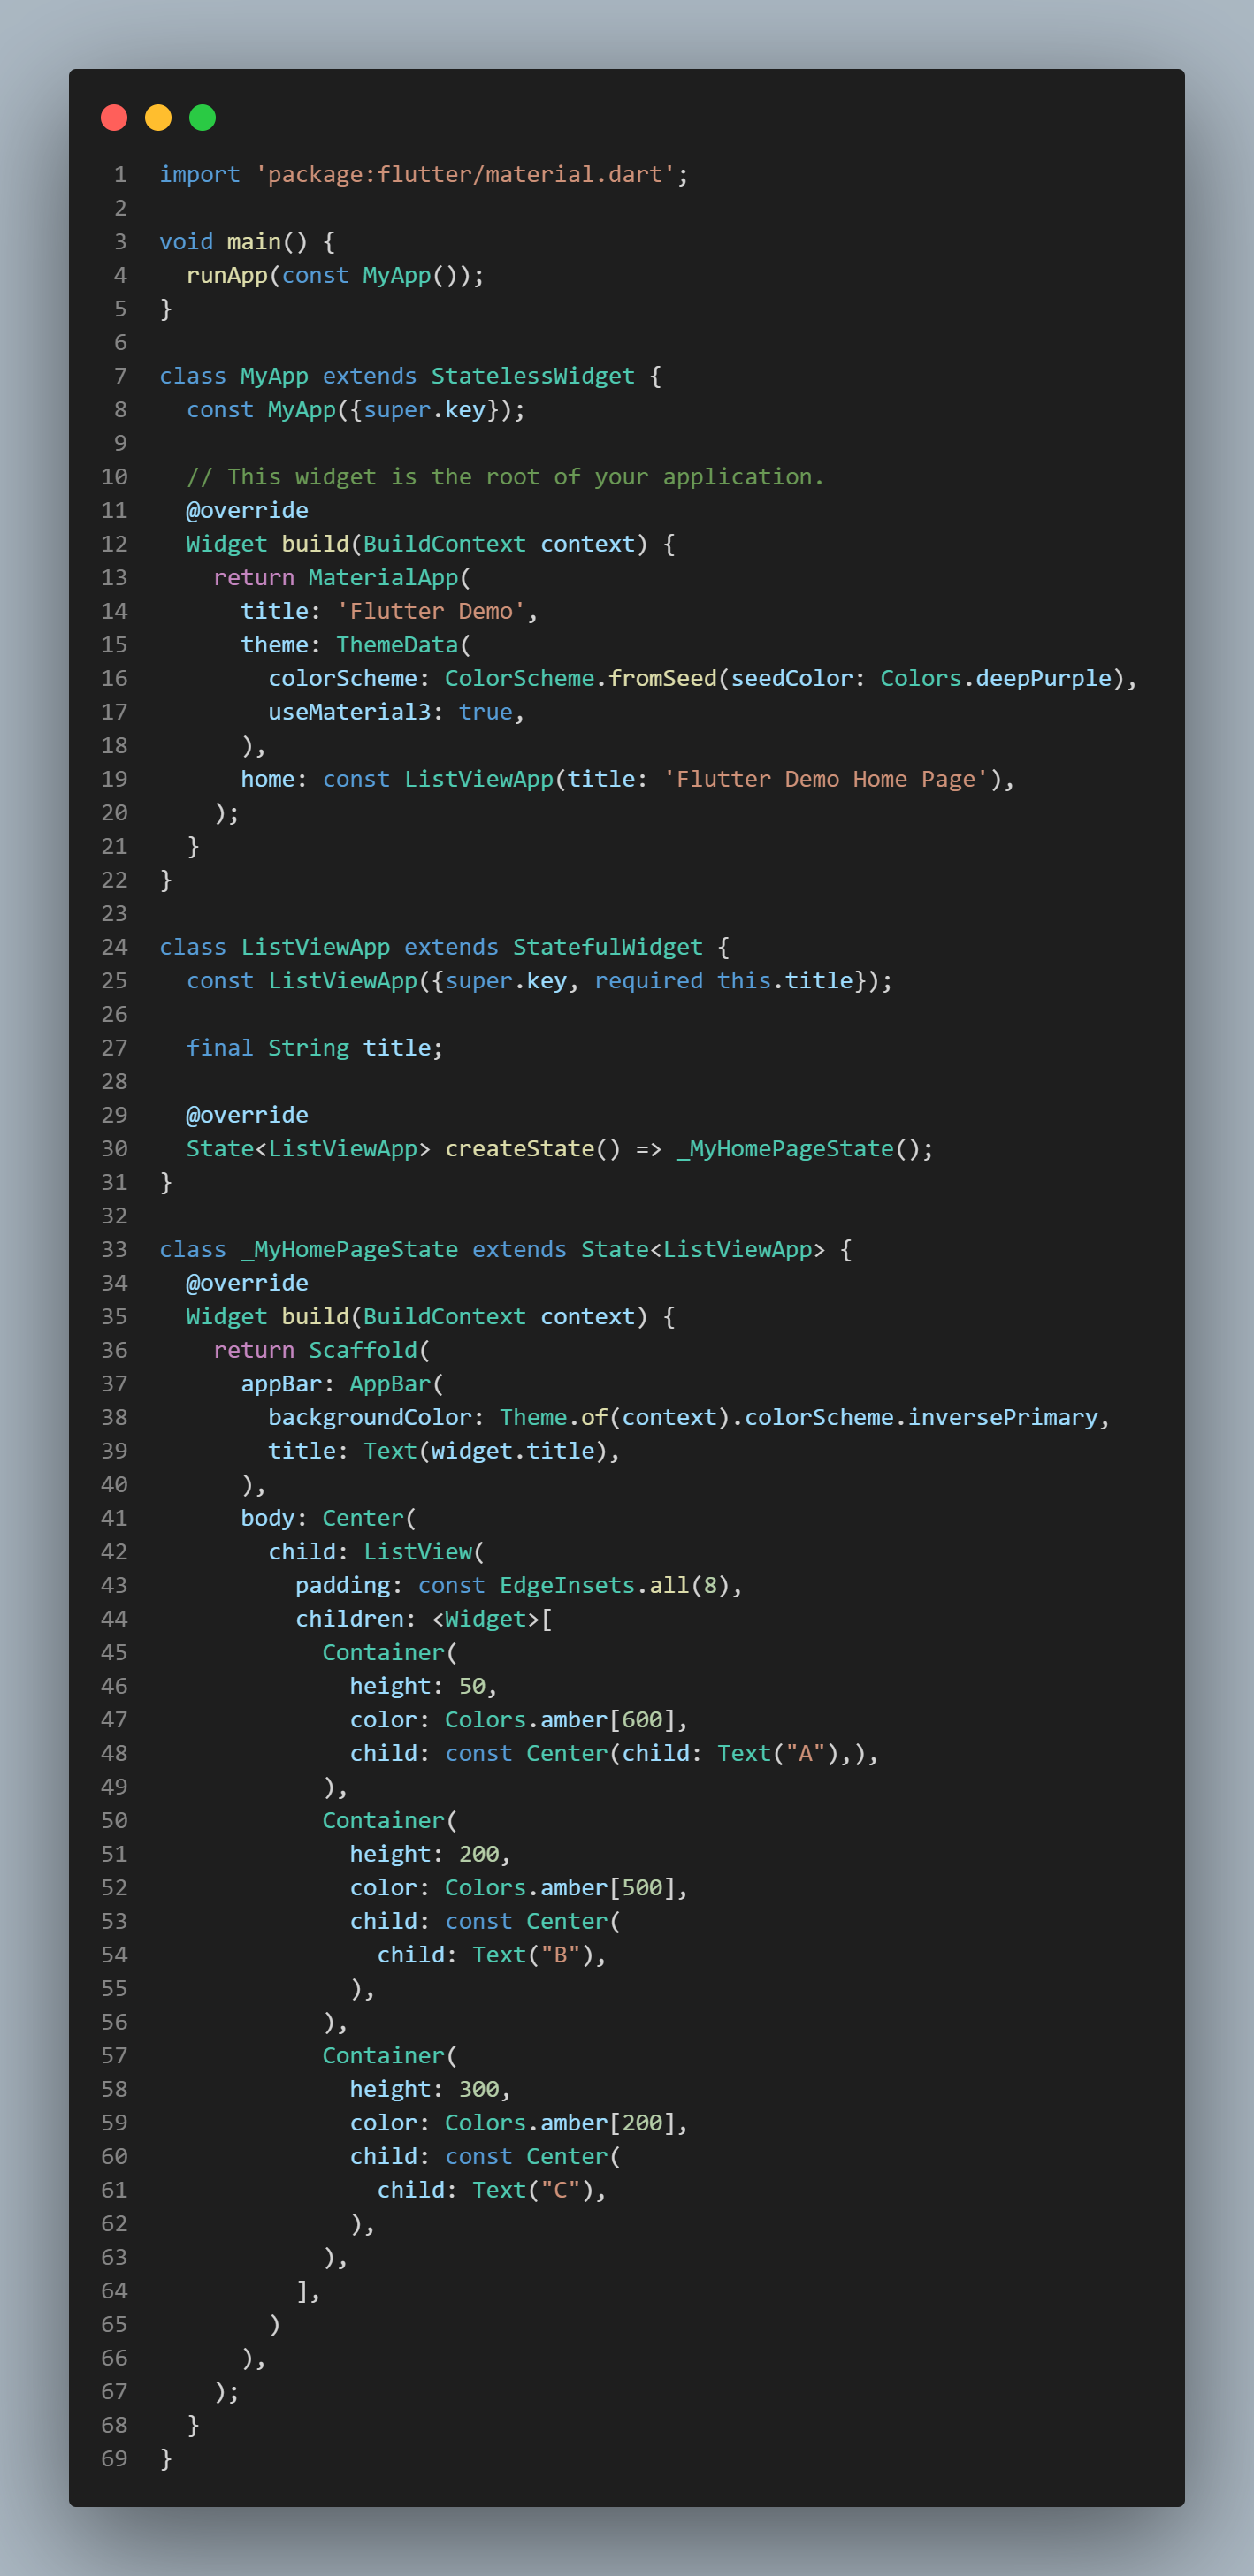 1 import 'package:flutter/material.dart';
2
3 void main() {
4   runApp(const MyApp());
5 }
6
7 class MyApp extends StatelessWidget {
8   const MyApp({super.key});
9
10   // This widget is the root of your application.
11   @override
12   Widget build(BuildContext context) {
13     return MaterialApp(
14       title: 'Flutter Demo',
15       theme: ThemeData(
16         colorScheme: ColorScheme.fromSeed(seedColor: Colors.deepPurple),
17         useMaterial3: true,
18       ),
19       home: const ListViewApp(title: 'Flutter Demo Home Page'),
20     );
21   }
22 }
23
24 class ListViewApp extends StatefulWidget {
25   const ListViewApp({super.key, required this.title});
26
27   final String title;
28
29   @override
30   State<ListViewApp> createState() => _MyHomePageState();
31 }
32
33 class _MyHomePageState extends State<ListViewApp> {
34   @override
35   Widget build(BuildContext context) {
36     return Scaffold(
37       appBar: AppBar(
38         backgroundColor: Theme.of(context).colorScheme.inversePrimary,
39         title: Text(widget.title),
40       ),
41       body: Center(
42         child: ListView(
43           padding: const EdgeInsets.all(8),
44           children: <Widget>[
45             Container(
46               height: 50,
47               color: Colors.amber[600],
48               child: const Center(child: Text("A"),),
49             ),
50             Container(
51               height: 200,
52               color: Colors.amber[500],
53               child: const Center(
54                 child: Text("B"),
55               ),
56             ),
57             Container(
58               height: 300,
59               color: Colors.amber[200],
60               child: const Center(
61                 child: Text("C"),
62               ),
63             ),
64           ],
65         )
66       ),
67     );
68   }
69 }